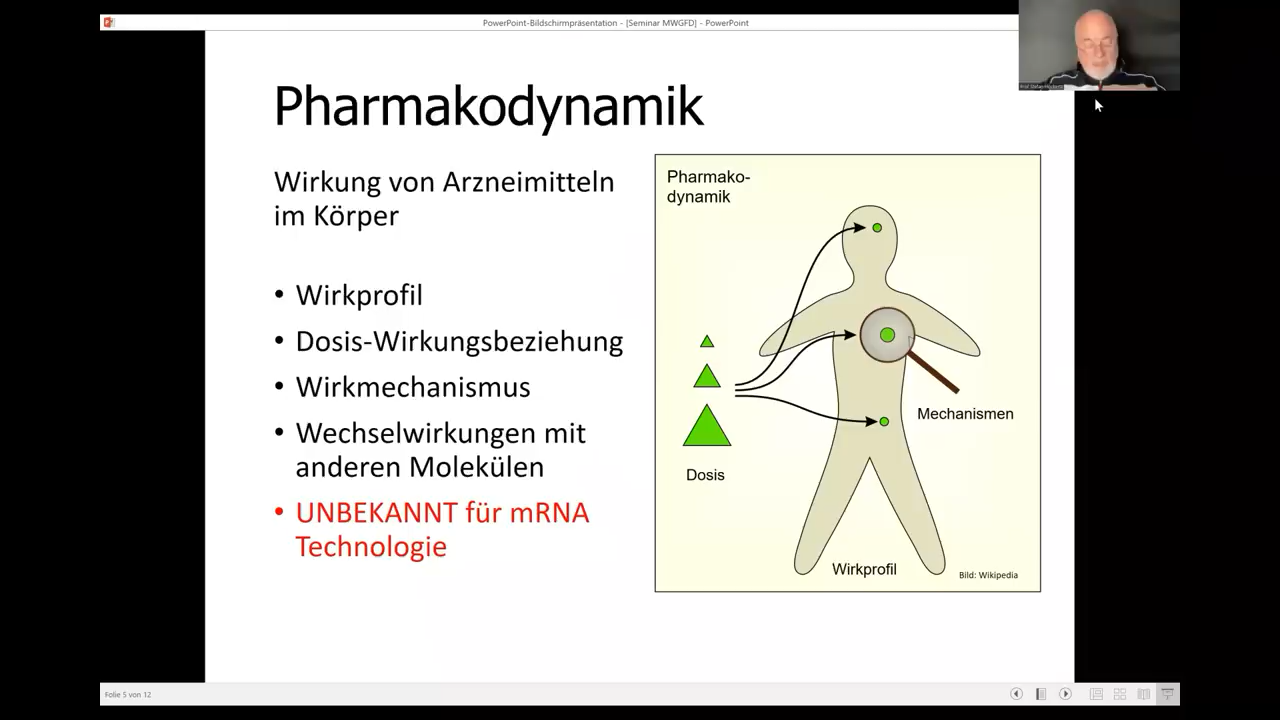 PowerPoint-Bildschirmpräsentation - [Seminar MWGFD] - PowerPoint
Pharmakodynamik
Wirkung von Arzneimitteln
im Körper
• Wirkprofil
• Dosis-Wirkungsbeziehung
• Wirkmechanismus
• Wechselwirkungen mit
anderen Molekülen
• UNBEKANNT für mRNA
Technologie
Pharmako-
dynamik
Mechanismen
Dosis
Wirkprofil
Bild: Wikipedia
Folie 5 von 12